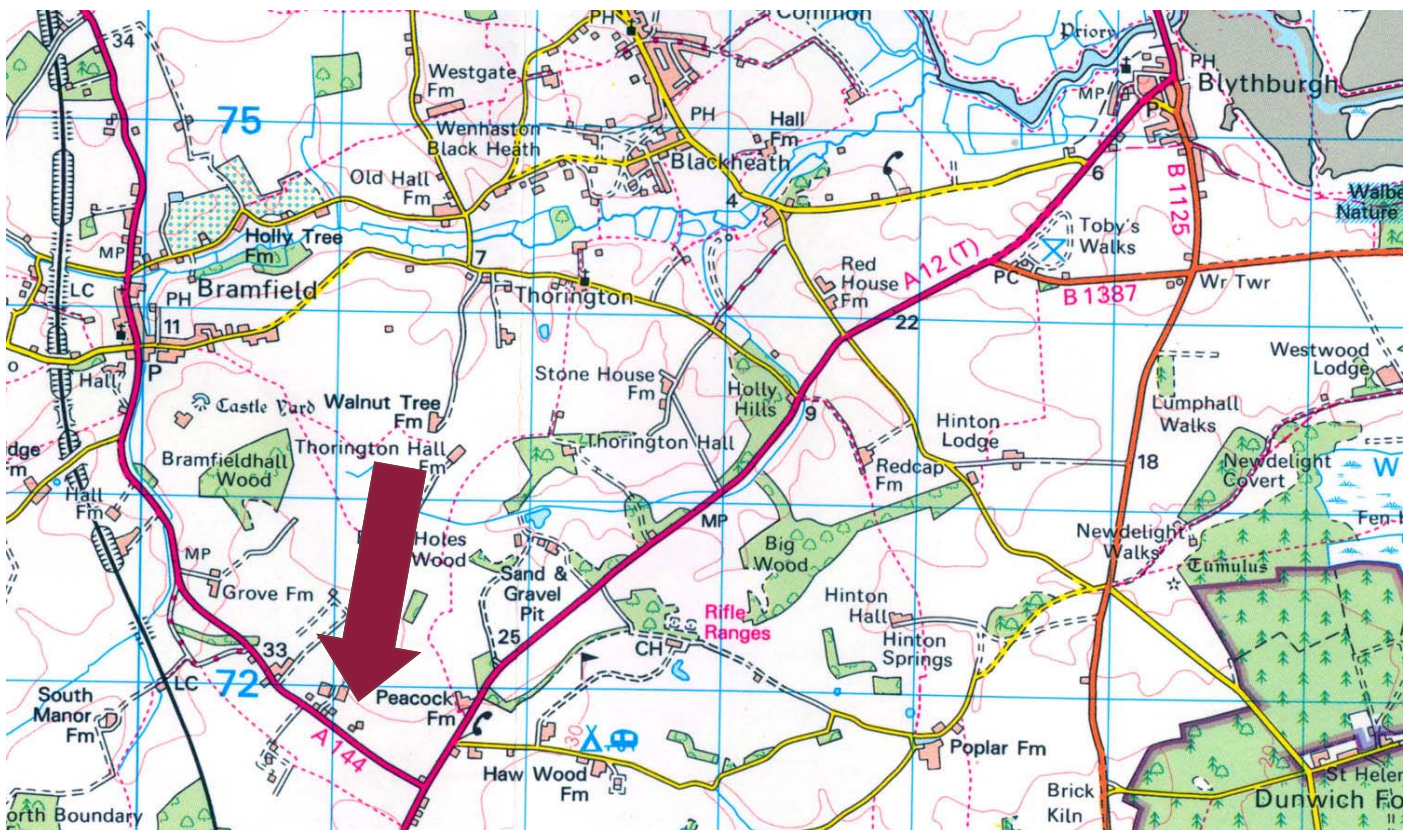 34
PH
Common
Priory
Westgate
Fm
PH
Blythburgh
MP
P
75
Wenhaston
Black Heath
PH
Hall
Fm
Blackheath
Old Hall
Fm
4
6
B 1125
Walbe
Nature
Holly Tree
Fm
MP
7
Toby's
Walks
A 12 (T)
Red
House
Fm
PC
B 1387
Wr Twr
LC
Bramfield
PH
11
Thorington
22
P
Hall
Stone House
Fm
Holly
Hills
Westwood
Lodge
Castle Yard
Walnut Tree
Fm
9
Lumphall
Walks
Thorington Hall
Fm
Thorington Hall
Hinton
Lodge
dge
m
Bramfieldhall
Wood
Redcap
Fm
18
Newdelight
Covert
W
Hall
Fm
MP
Fen
MP
Holes
Wood
Big
Wood
Newdelight
Walks
Tumulus
Grove Fm
Sand &
Gravel
Pit
Rifle
Ranges
Hinton
Hall
25
CH
Hinton
Springs
33
72
LC
South
Manor
Fm
Peacock
Fm
A 144
30
Haw Wood
Fm
Poplar Fm
Brick
Kiln
St Helen
Dunwich Fo
orth Boundary